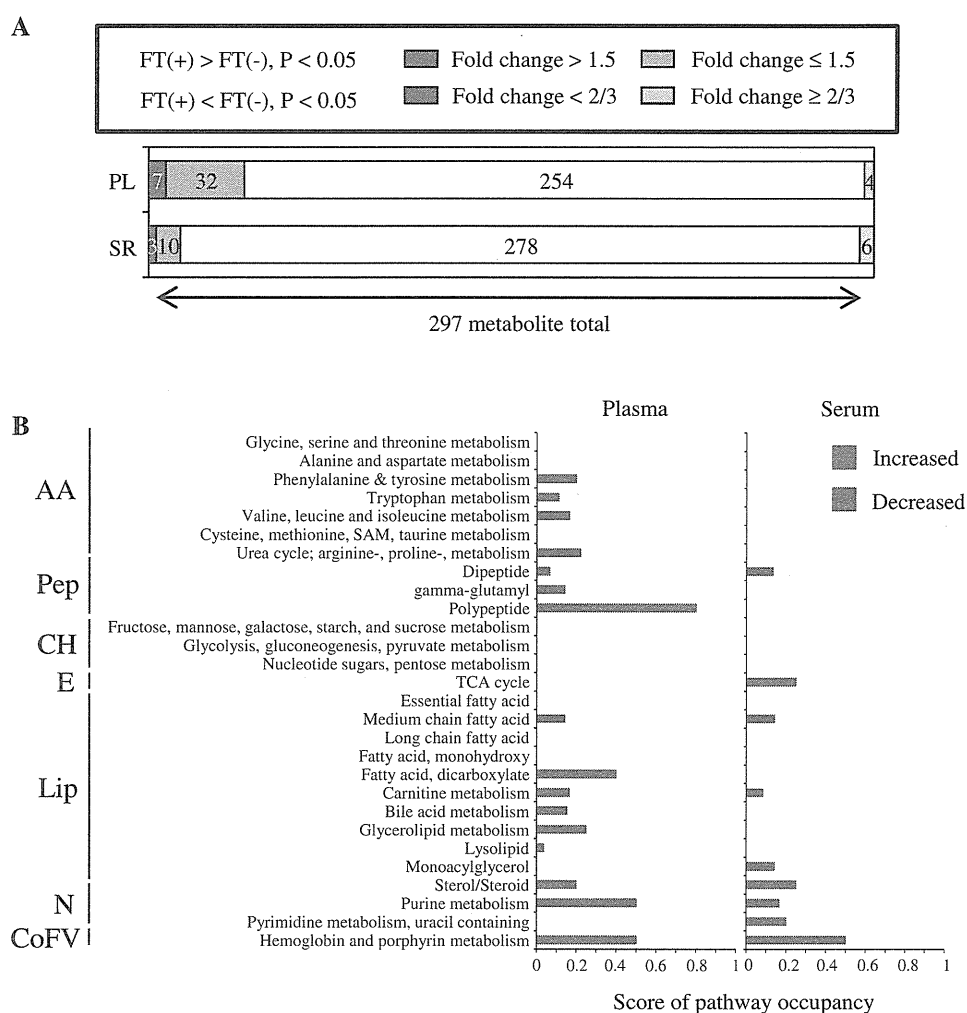 A
FT(+) > FT(-), P < 0.05 Fold change > 1.5 Fold change ≤ 1.5
FT(+) < FT(-), P < 0.05 Fold change < 2/3 Fold change ≥ 2/3
PL 7 32 254 4
SR 3 10 278 6
297 metabolite total
B
Plasma Serum
Increased
Decreased
AA
Glycine, serine and threonine metabolism
Alanine and aspartate metabolism
Phenylalanine & tyrosine metabolism
Tryptophan metabolism
Valine, leucine and isoleucine metabolism
Cysteine, methionine, SAM, taurine metabolism
Urea cycle; arginine-, proline-, metabolism
Pep
Dipeptide
gamma-glutamyl
Polypeptide
CH
Fructose, mannose, galactose, starch, and sucrose metabolism
Glycolysis, gluconeogenesis, pyruvate metabolism
Nucleotide sugars, pentose metabolism
E
TCA cycle
Lip
Essential fatty acid
Medium chain fatty acid
Long chain fatty acid
Fatty acid, monohydroxy
Fatty acid, dicarboxylate
Carnitine metabolism
Bile acid metabolism
Glycerolipid metabolism
Lysolipid
Monoacylglycerol
Sterol/Steroid
N
Purine metabolism
Pyrimidine metabolism, uracil containing
CoFV
Hemoglobin and porphyrin metabolism
0 0.2 0.4 0.6 0.8 1 0 0.2 0.4 0.6 0.8 1
Score of pathway occupancy